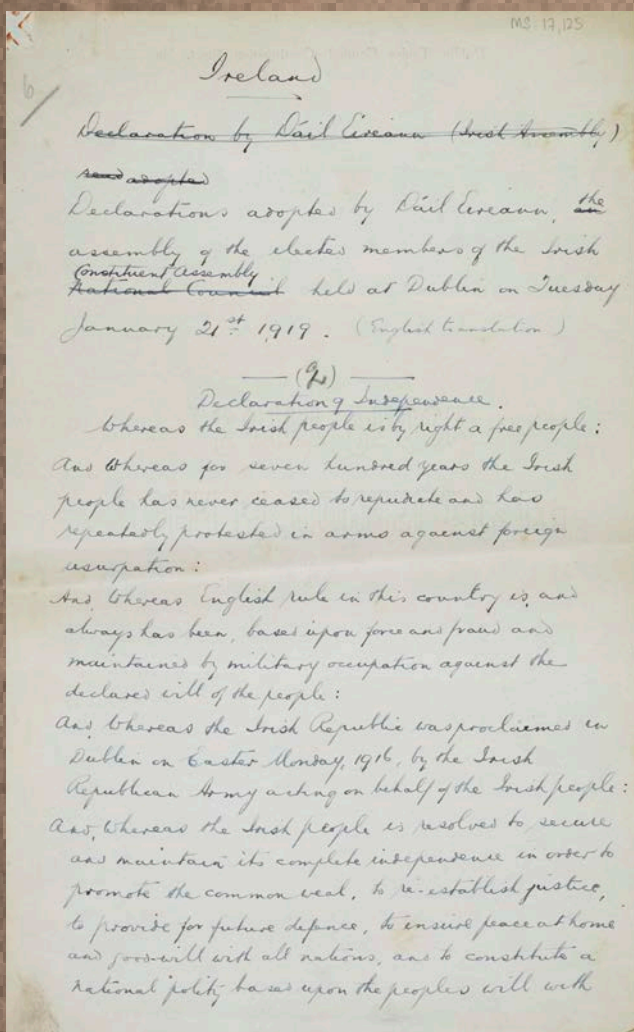 MS. 17,125
6/
Ireland
Declaration by Dáil Eireann (Irish Assembly)
read adopted
Declarations adopted by Dáil Eireann, an the
assembly of the elected members of the Irish
Constituent Assembly
National Council held at Dublin on Tuesday
January 21st 1919. (English translation)
Declaration of Independence.
Whereas the Irish people is by right a free people:
And whereas for seven hundred years the Irish
people has never ceased to repudiate and has
repeatedly protested in arms against foreign
usurpation:
And whereas English rule in this country is, and
always has been, based upon force and fraud and
maintained by military occupation against the
declared will of the people:
And whereas the Irish Republic was proclaimed in
Dublin on Easter Monday, 1916, by the Irish
Republican Army acting on behalf of the Irish people:
And, whereas the Irish people is resolved to secure
and maintain its complete independence in order to
promote the common weal, to re-establish justice,
to provide for future defence, to insure peace at home
and good-will with all nations, and to constitute a
national polity based upon the peoples will with